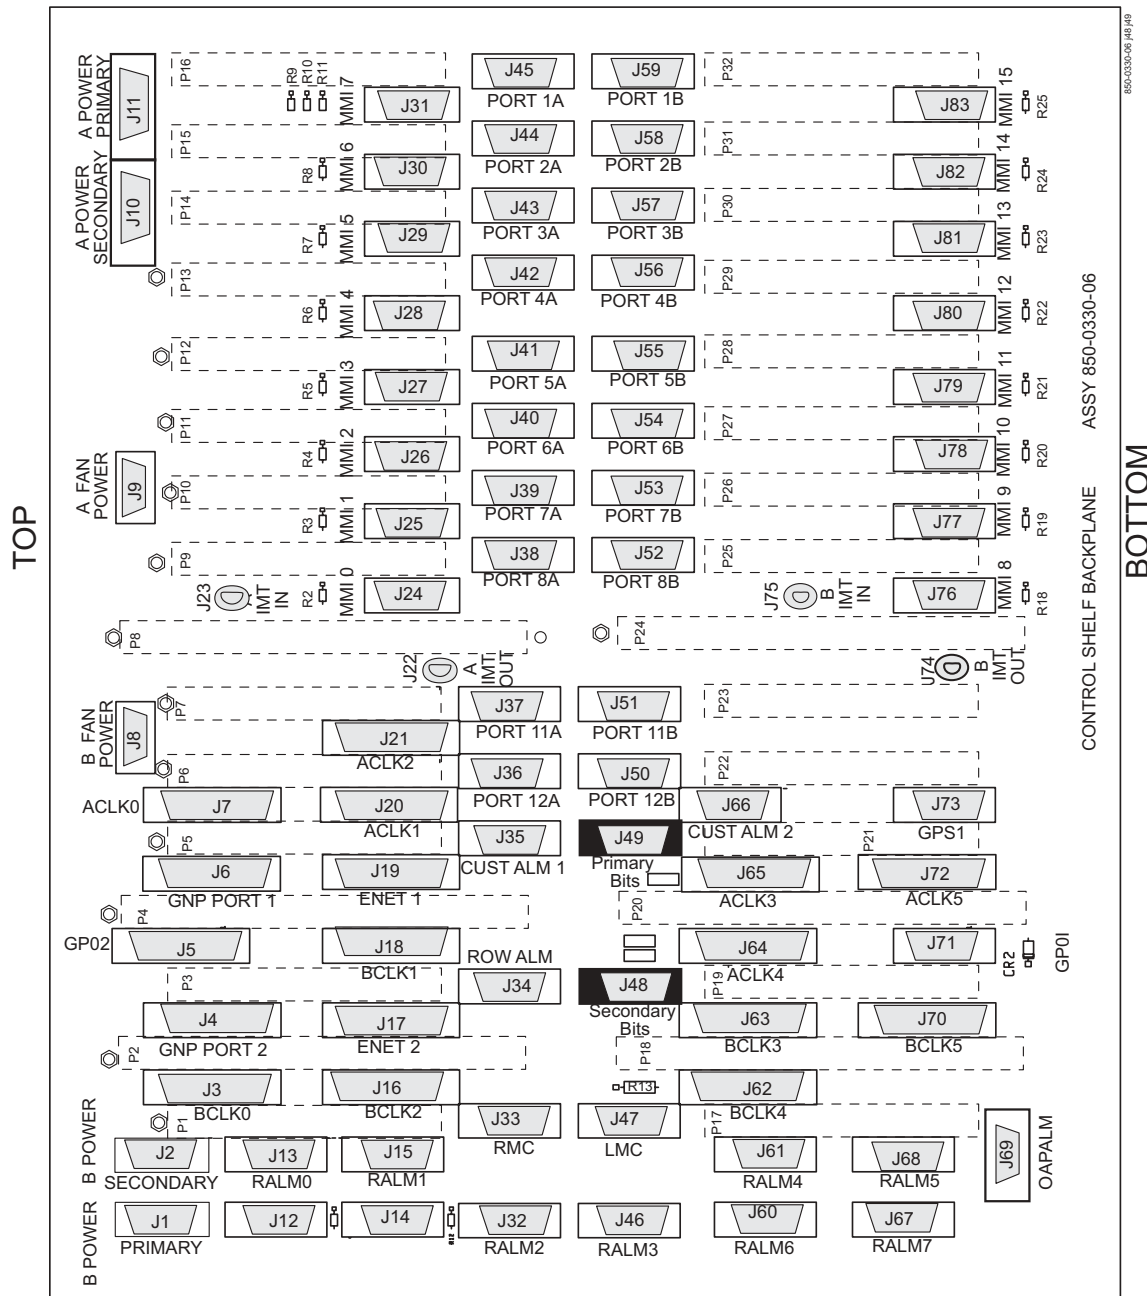 850-0330-06 j48 j49
TOP
BOTTOM
CONTROL SHELF BACKPLANE ASSY 850-0330-06
A POWER PRIMARY
J11
A POWER SECONDARY
J10
P16
R9
R10
R11
MMI 7
J31
J45
PORT 1A
J59
PORT 1B
P32
J83
MMI 15
R25
P15
R8
MMI 6
J30
J44
PORT 2A
J58
PORT 2B
P31
J82
MMI 14
R24
P14
R7
MMI 5
J29
J43
PORT 3A
J57
PORT 3B
P30
J81
MMI 13
R23
P13
R6
MMI 4
J28
J42
PORT 4A
J56
PORT 4B
P29
J80
MMI 12
R22
P12
R5
MMI 3
J27
J41
PORT 5A
J55
PORT 5B
P28
J79
MMI 11
R21
P11
R4
MMI 2
J26
J40
PORT 6A
J54
PORT 6B
P27
J78
MMI 10
R20
A FAN POWER
J9
P10
R3
MMI 1
J25
J39
PORT 7A
J53
PORT 7B
P26
J77
MMI 9
R19
P9
R2
MMI 0
J24
J38
PORT 8A
J52
PORT 8B
P25
J76
MMI 8
R18
J23
IMT
IN
J75
B
IMT
IN
P8
P24
J22
A
IMT
OUT
J74
B
IMT
OUT
B FAN POWER
J8
P7
J21
ACLK2
J37
PORT 11A
J51
PORT 11B
P23
P6
J36
PORT 12A
J50
PORT 12B
P22
ACLK0
J7
J20
ACLK1
J66
CUST ALM 2
J73
GPS1
P5
J35
CUST ALM 1
J49
Primary
Bits
P21
J6
GNP PORT 1
J19
ENET 1
J65
ACLK3
J72
ACLK5
P4
P20
GP02
J5
J18
BCLK1
ROW ALM
J34
J64
ACLK4
J71
CR2
GP0I
P3
J48
Secondary
Bits
P19
J4
GNP PORT 2
J17
ENET 2
J63
BCLK3
J70
BCLK5
P2
P18
J3
BCLK0
J16
BCLK2
R13
J62
BCLK4
P1
J33
RMC
J47
LMC
P17
J69
OAPALM
B POWER
J2
SECONDARY
J13
RALM0
J15
RALM1
J61
RALM4
J68
RALM5
B POWER
J1
PRIMARY
J12
J14
R12
J32
RALM2
J46
RALM3
J60
RALM6
J67
RALM7